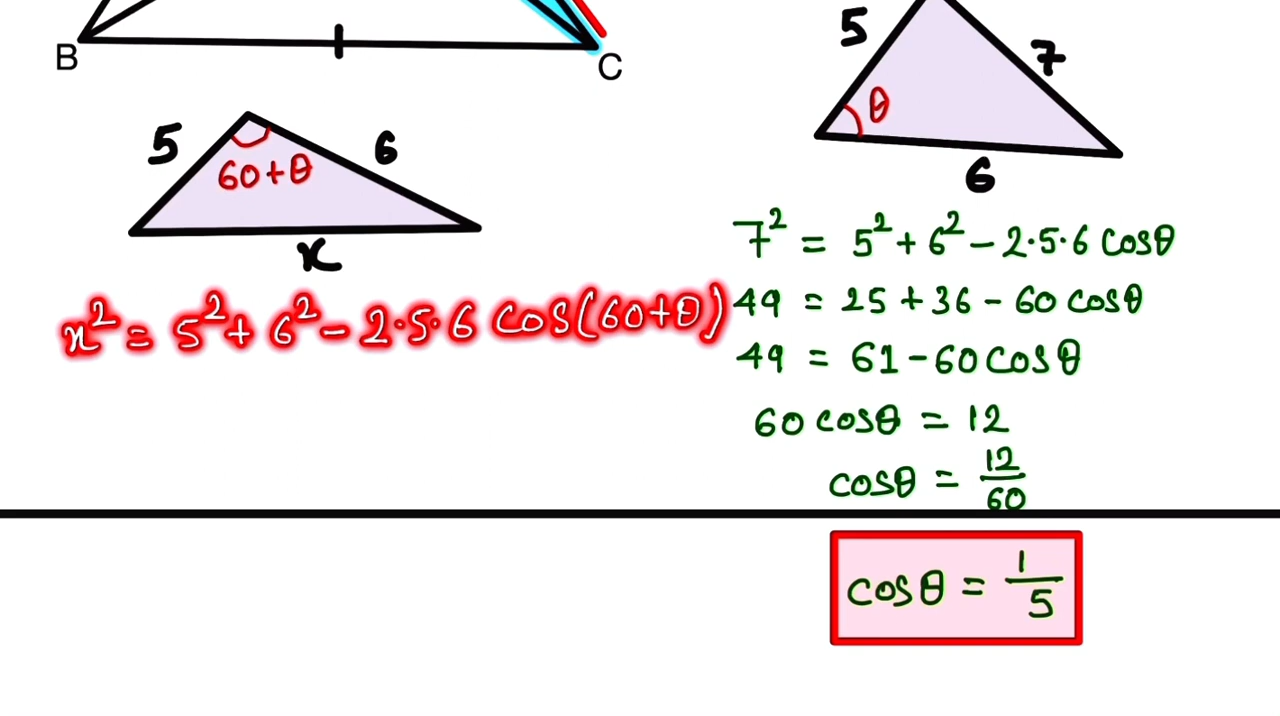 B
C
5
7
θ
6
5
6
60+θ
x
x² = 5² + 6² − 2·5·6 cos(60+θ)
7² = 5² + 6² − 2·5·6 cosθ
49 = 25 + 36 − 60 cosθ
49 = 61 − 60 cosθ
60 cosθ = 12
cosθ = 12/60
cosθ = 1/5